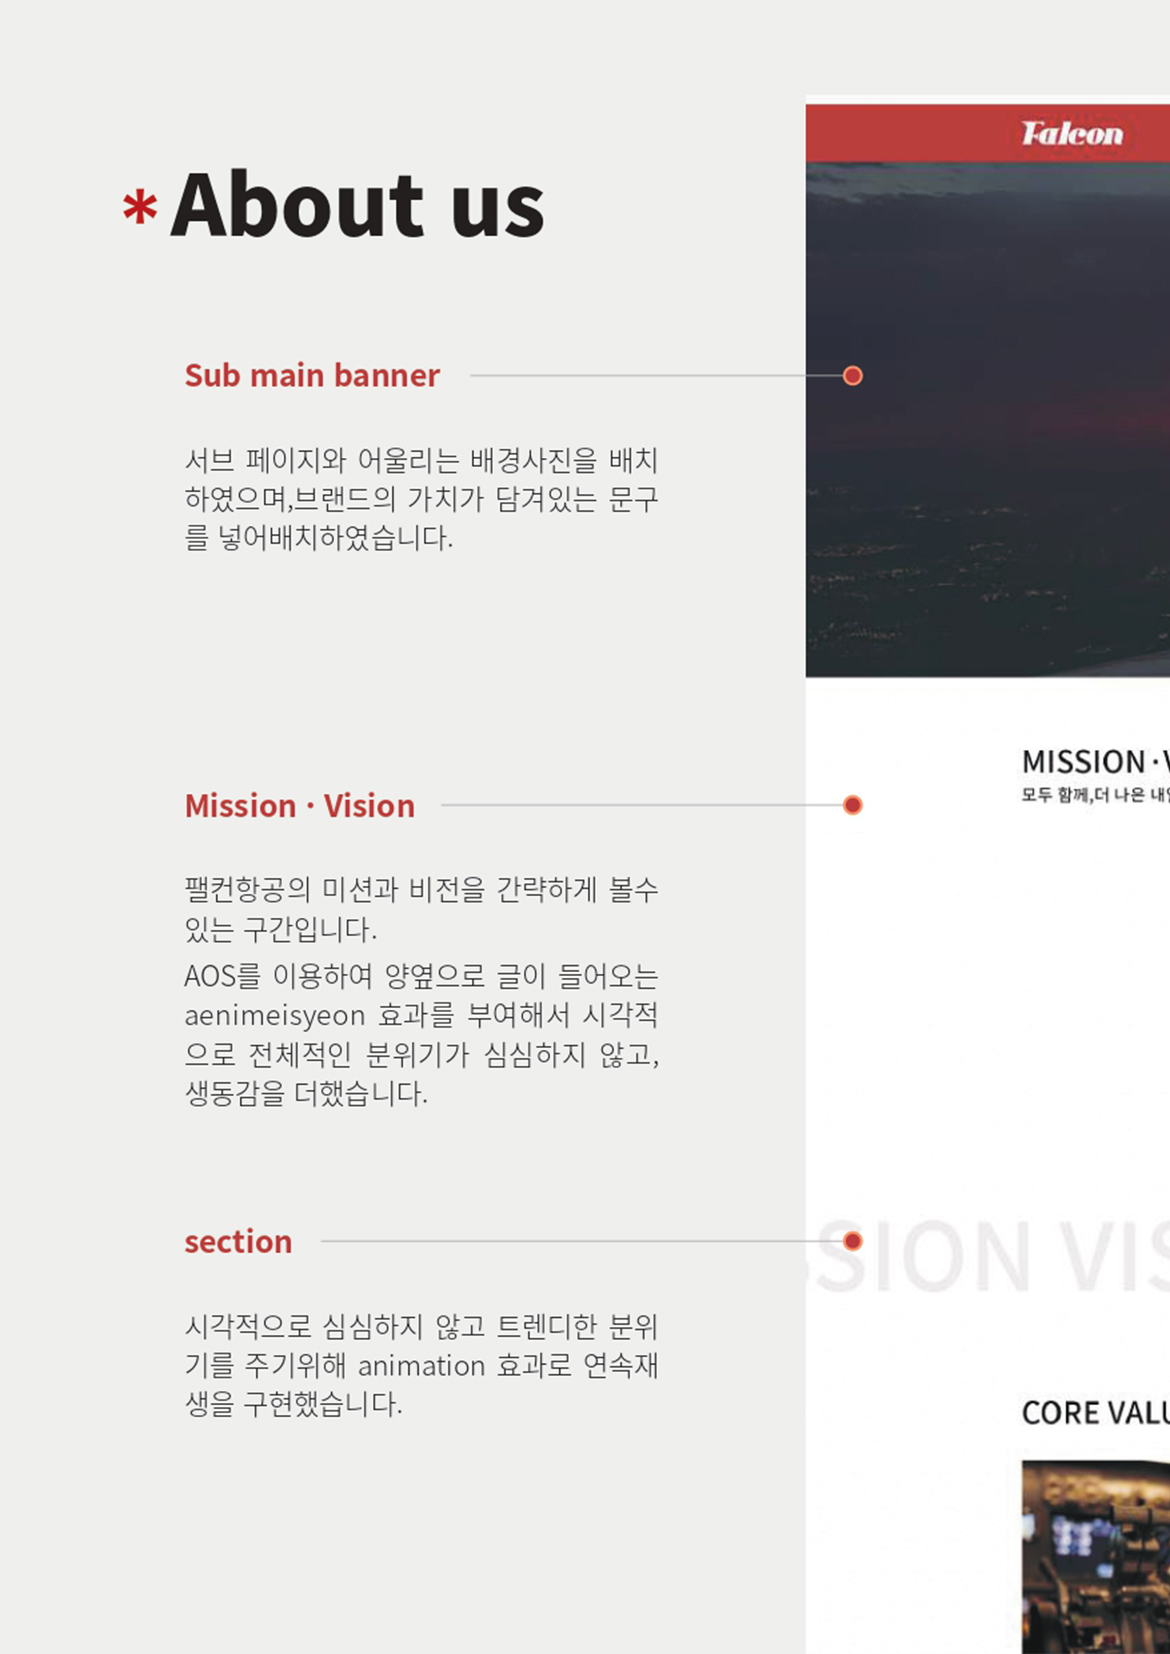 * About us
Sub main banner
서브 페이지와 어울리는 배경사진을 배치
하였으며,브랜드의 가치가 담겨있는 문구
를 넣어배치하였습니다.
Mission · Vision
팰컨항공의 미션과 비전을 간략하게 볼수
있는 구간입니다.
AOS를 이용하여 양옆으로 글이 들어오는
aenimeisyeon 효과를 부여해서 시각적
으로 전체적인 분위기가 심심하지 않고,
생동감을 더했습니다.
section
시각적으로 심심하지 않고 트렌디한 분위
기를 주기위해 animation 효과로 연속재
생을 구현했습니다.
Falcon
MISSION ·
모두 함께,더 나은
SION VIS
CORE VALU